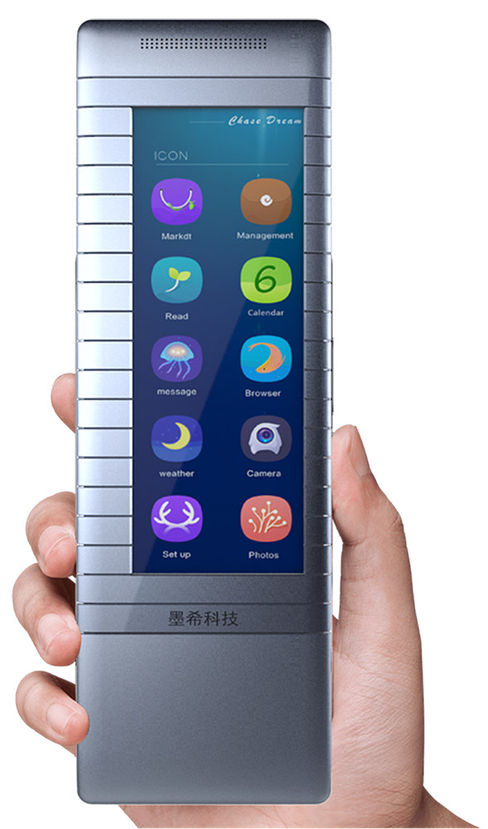 Chase Dream
ICON
Markdt
Management
Read
6
Calendar
message
Browser
weather
Camera
Set up
Photos
墨希科技